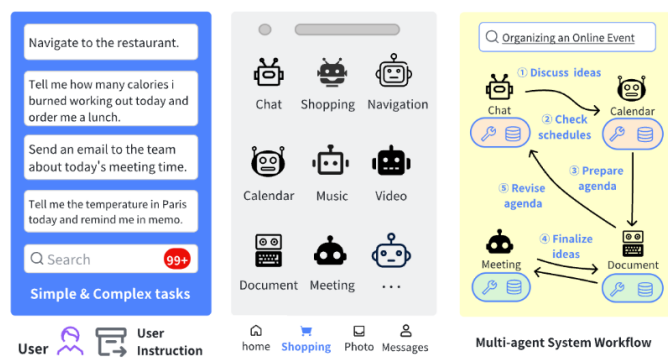 Navigate to the restaurant.
Tell me how many calories i
burned working out today and
order me a lunch.
Send an email to the team
about today's meeting time.
Tell me the temperature in Paris
today and remind me in memo.
Search
99+
Simple & Complex tasks
User
User
Instruction
Chat
Shopping
Navigation
Calendar
Music
Video
Document
Meeting
...
home
Shopping
Photo
Messages
Organizing an Online Event
① Discuss ideas
Chat
Calendar
② Check
schedules
③ Prepare
agenda
⑤ Revise
agenda
④ Finalize
ideas
Meeting
Document
Multi-agent System Workflow